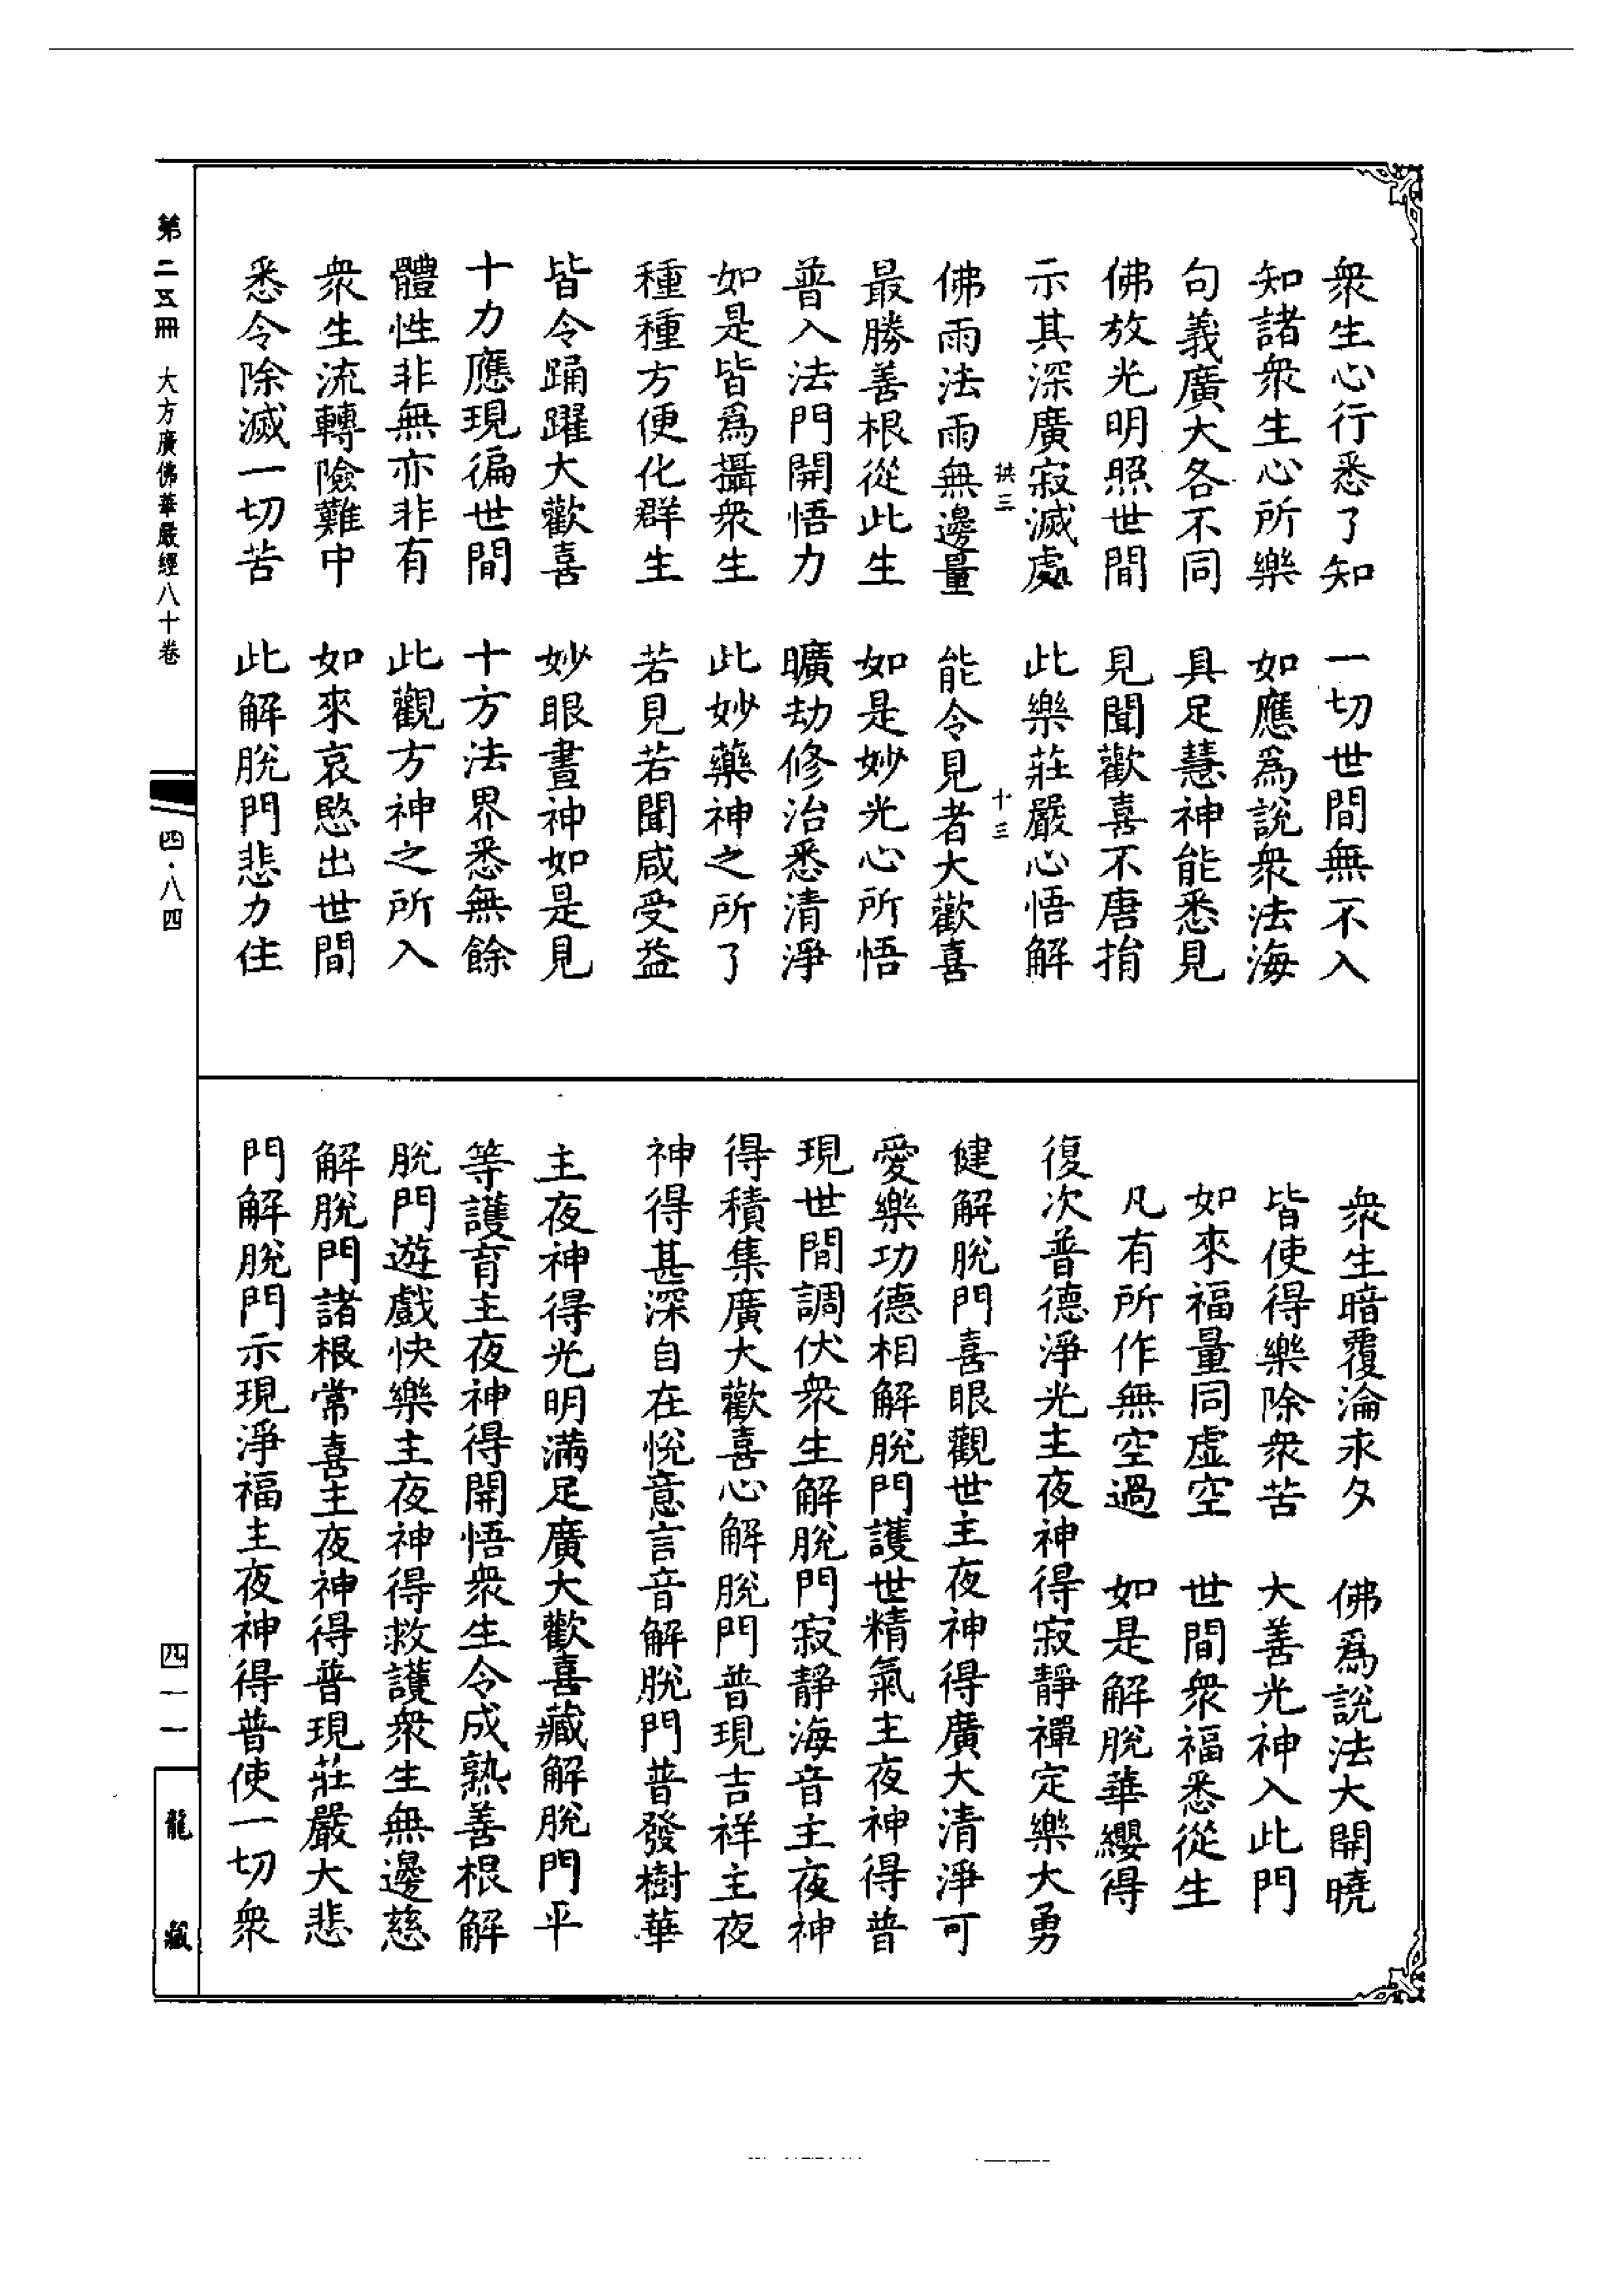 衆生心行悉了知　一切世間無不入
知諸衆生心所樂　如應爲說衆法海
句義廣大各不同　具足慧神能悉見
佛放光明照世間　見聞歡喜不唐捐
示其深廣寂滅處　此樂莊嚴心悟解
拱三　十三
佛雨法雨無邊量　能令見者大歡喜
最勝善根從此生　如是妙光心所悟
普入法門開悟力　曠劫修治悉清淨
如是皆爲攝衆生　此妙藥神之所了
種種方便化群生　若見若聞咸受益
皆令踊躍大歡喜　妙眼晝神如是見
十力應現徧世間　十方法界悉無餘
體性非無亦非有　此觀方神之所入
衆生流轉險難中　如來哀愍出世間
悉令除滅一切苦　此解脫門悲力住
衆生暗覆淪永夕　佛爲說法大開曉
皆使得樂除衆苦　大善光神入此門
如來福量同虛空　世間衆福悉從生
凡有所作無空過　如是解脫華纓得
復次普德淨光主夜神得寂靜禪定樂大勇
健解脫門喜眼觀世主夜神得廣大清淨可
愛樂功德相解脫門護世精氣主夜神得普
現世間調伏衆生解脫門寂靜海音主夜神
得積集廣大歡喜心解脫門普現吉祥主夜
神得甚深自在悅意言音解脫門普發樹華
主夜神得光明滿足廣大歡喜藏解脫門平
等護育主夜神得開悟衆生令成熟善根解
脫門遊戲快樂主夜神得救護衆生無邊慈
解脫門諸根常喜主夜神得普現莊嚴大悲
門解脫門示現淨福主夜神得普使一切衆
第二五冊　大方廣佛華嚴經八十卷
四·八四
四一一
龍藏